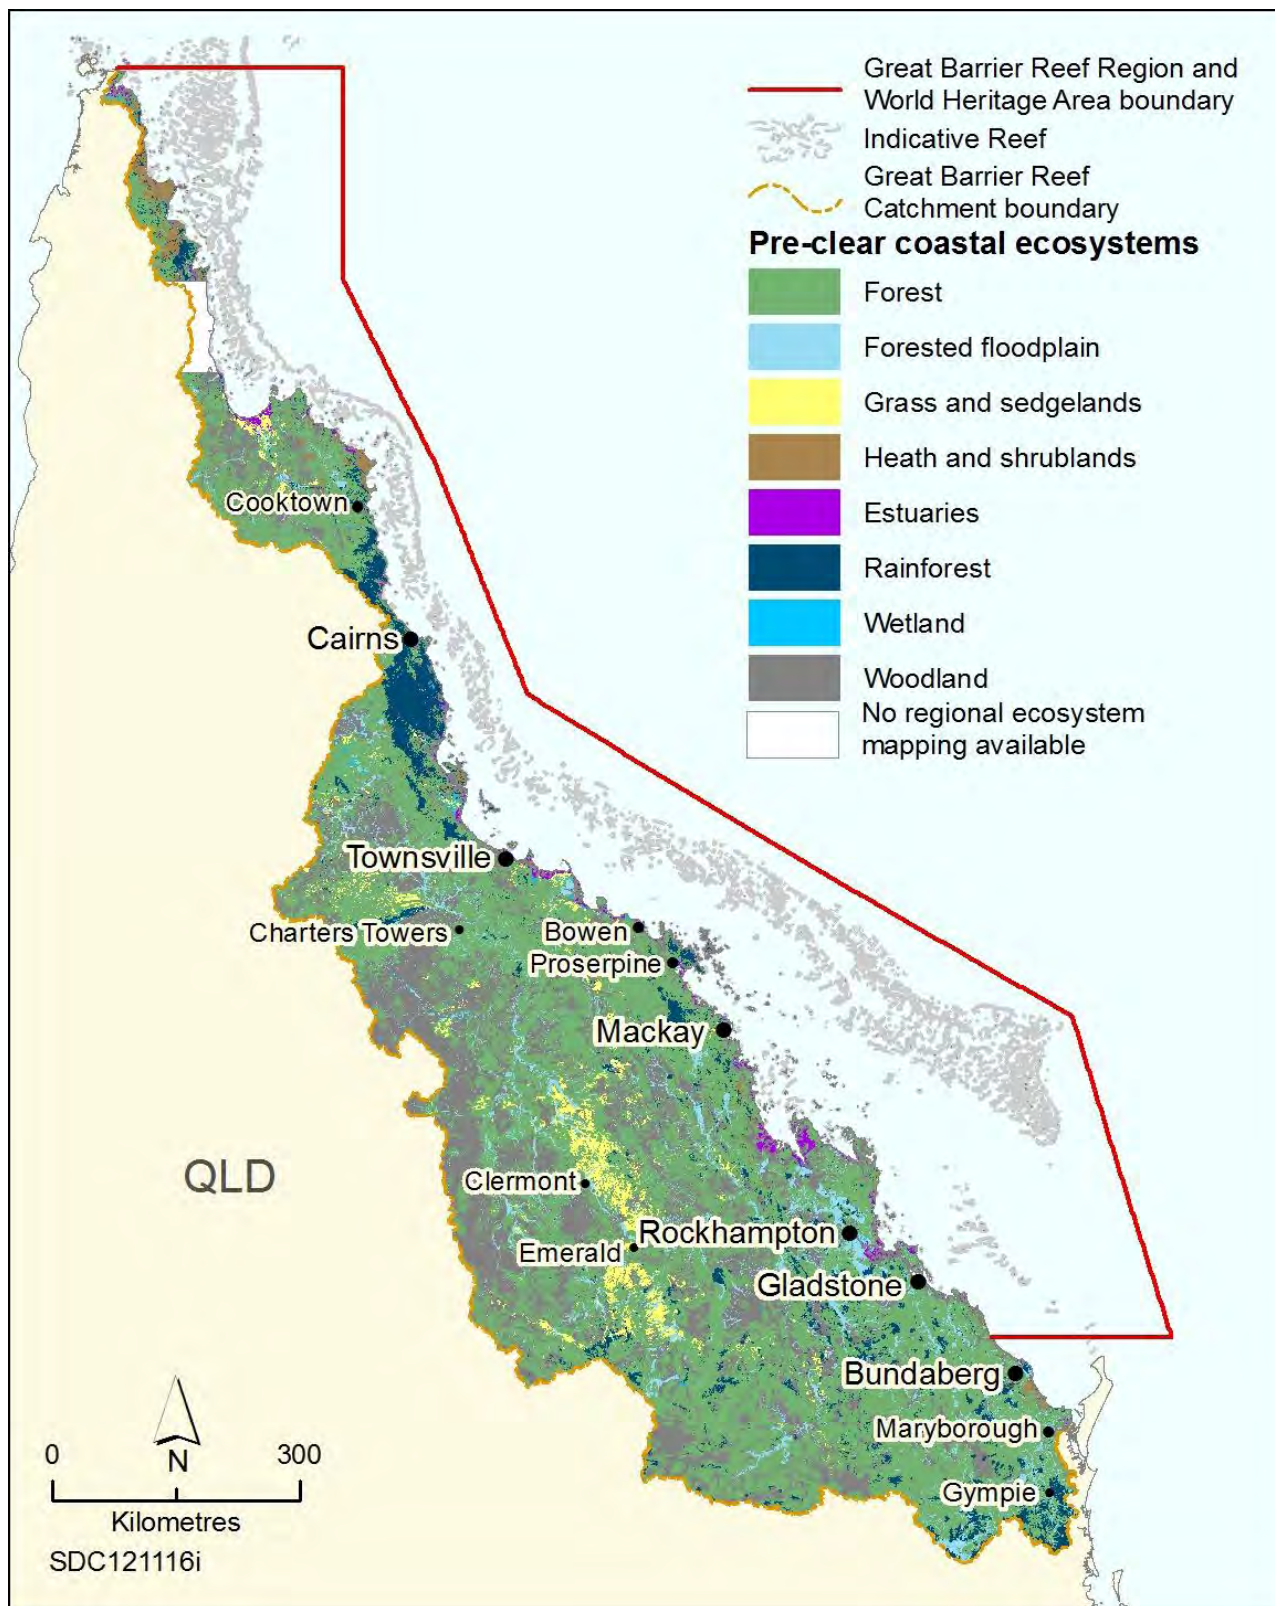 Great Barrier Reef Region and
World Heritage Area boundary
Indicative Reef
Great Barrier Reef
Catchment boundary
Pre-clear coastal ecosystems
Forest
Forested floodplain
Grass and sedgelands
Heath and shrublands
Estuaries
Rainforest
Wetland
Woodland
No regional ecosystem
mapping available
Cooktown
Cairns
Townsville
Charters Towers
Bowen
Proserpine
Mackay
QLD
Clermont
Rockhampton
Emerald
Gladstone
Bundaberg
Maryborough
Gympie
0 300
N
Kilometres
SDC121116i